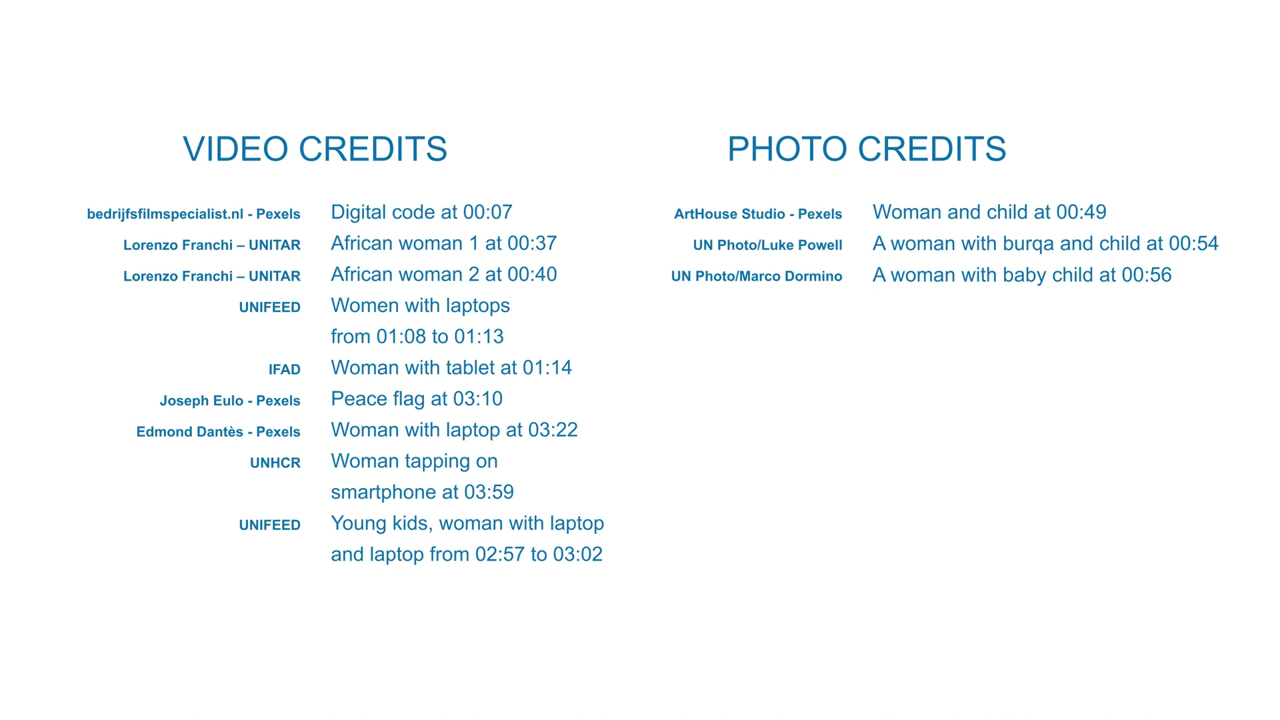 VIDEO CREDITS
bedrijfsfilmspecialist.nl - Pexels Digital code at 00:07
Lorenzo Franchi – UNITAR African woman 1 at 00:37
Lorenzo Franchi – UNITAR African woman 2 at 00:40
UNIFEED Women with laptops
from 01:08 to 01:13
IFAD Woman with tablet at 01:14
Joseph Eulo - Pexels Peace flag at 03:10
Edmond Dantès - Pexels Woman with laptop at 03:22
UNHCR Woman tapping on
smartphone at 03:59
UNIFEED Young kids, woman with laptop
and laptop from 02:57 to 03:02
PHOTO CREDITS
ArtHouse Studio - Pexels Woman and child at 00:49
UN Photo/Luke Powell A woman with burqa and child at 00:54
UN Photo/Marco Dormino A woman with baby child at 00:56